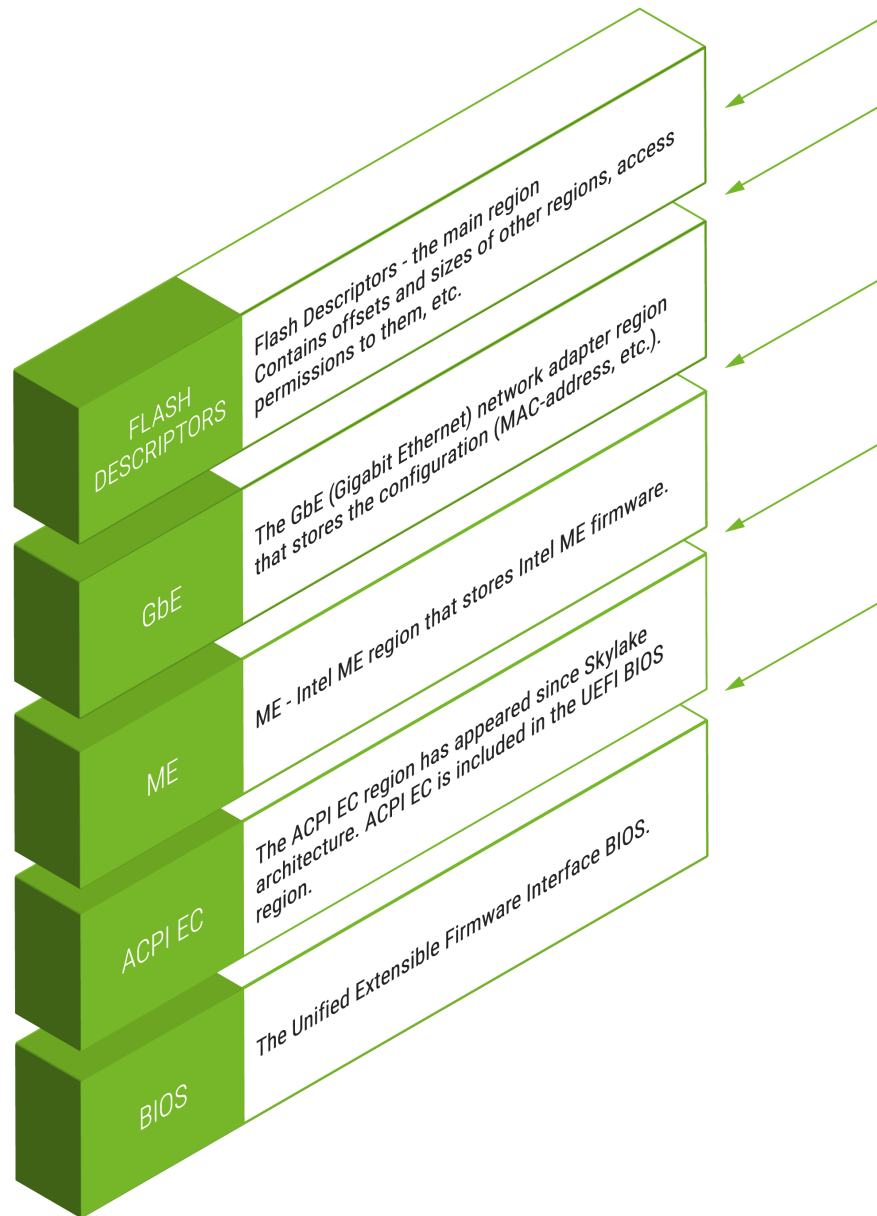 FLASH
DESCRIPTORS
Flash Descriptors - the main region
Contains offsets and sizes of other regions, access
permissions to them, etc.
GbE
The GbE (Gigabit Ethernet) network adapter region
that stores the configuration (MAC-address, etc.).
ME
ME - Intel ME region that stores Intel ME firmware.
ACPI EC
The ACPI EC region has appeared since Skylake
architecture. ACPI EC is included in the UEFI BIOS
region.
BIOS
The Unified Extensible Firmware Interface BIOS.